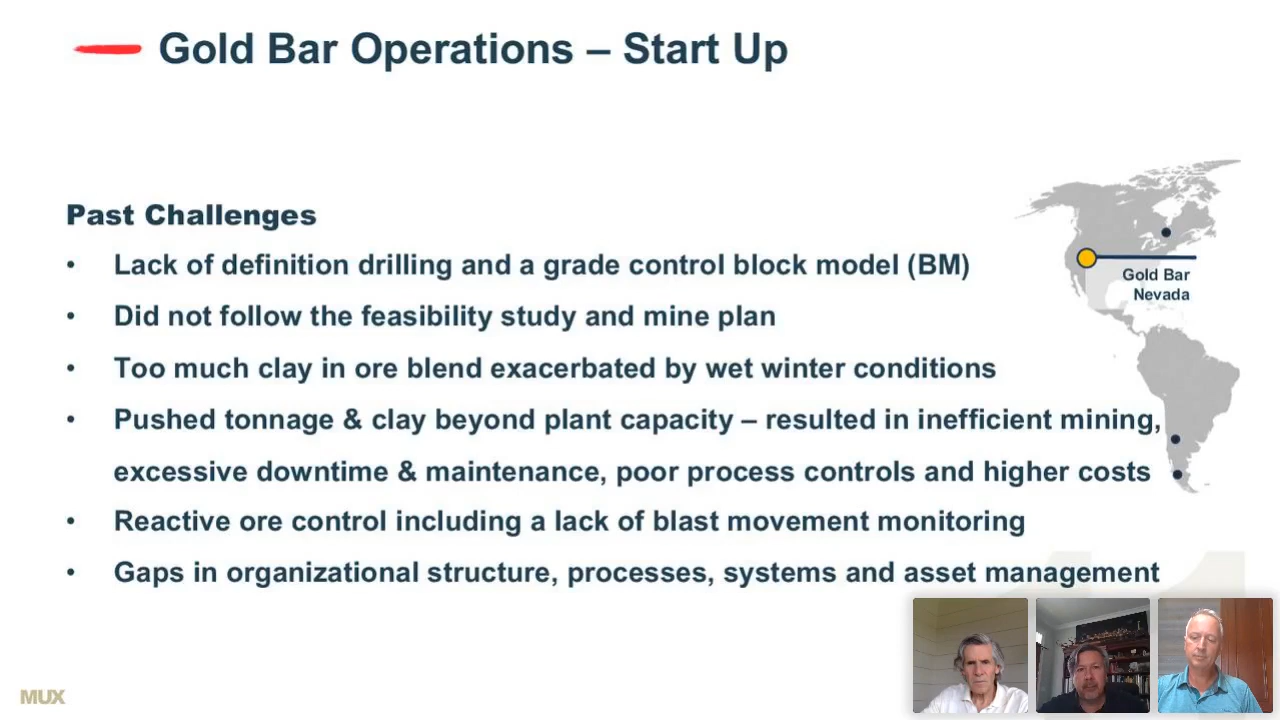 Gold Bar Operations – Start Up
Past Challenges
• Lack of definition drilling and a grade control block model (BM)
• Did not follow the feasibility study and mine plan
• Too much clay in ore blend exacerbated by wet winter conditions
• Pushed tonnage & clay beyond plant capacity – resulted in inefficient mining,
excessive downtime & maintenance, poor process controls and higher costs
• Reactive ore control including a lack of blast movement monitoring
• Gaps in organizational structure, processes, systems and asset management
Gold Bar
Nevada
MUX